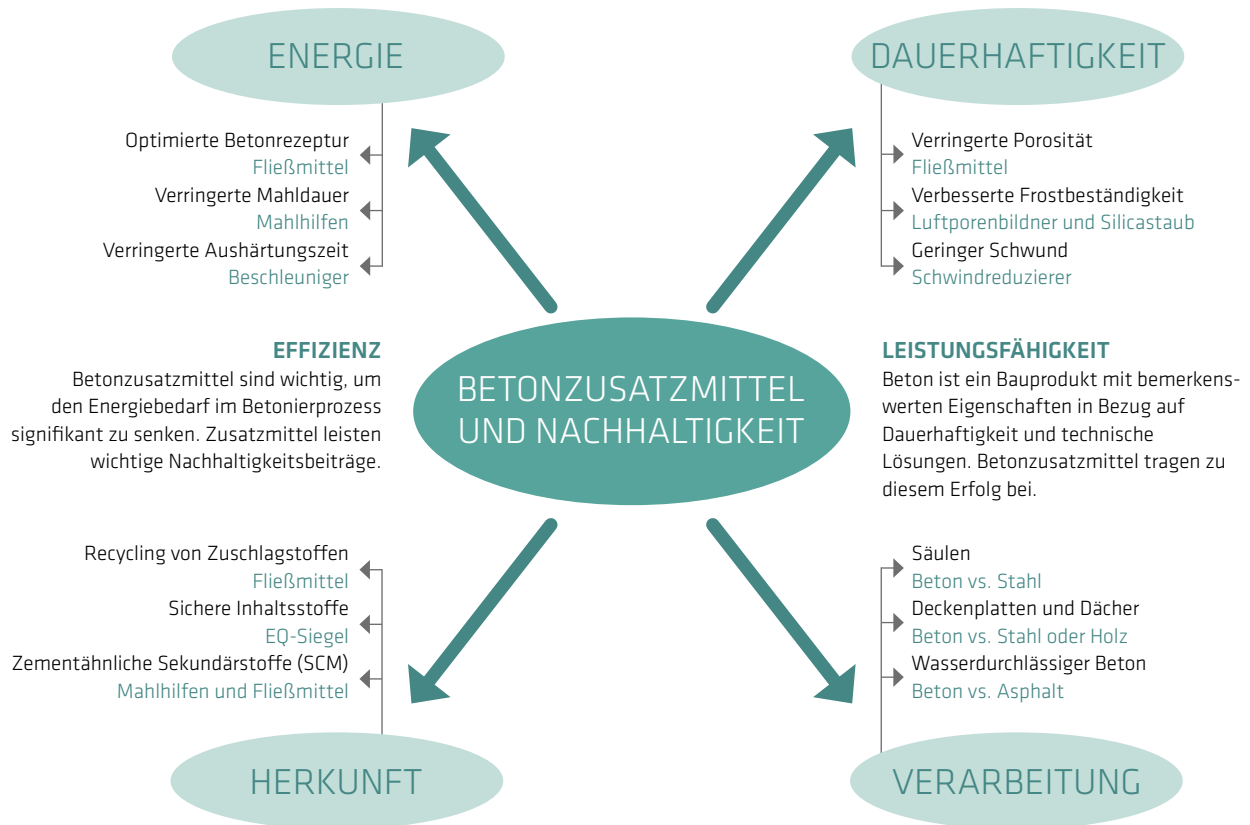 ENERGIE
Optimierte Betonrezeptur
Fließmittel
Verringerte Mahldauer
Mahlhilfen
Verringerte Aushärtungszeit
Beschleuniger
DAUERHAFTIGKEIT
Verringerte Porosität
Fließmittel
Verbesserte Frostbeständigkeit
Luftporenbildner und Silicastaub
Geringer Schwund
Schwindreduzierer
EFFIZIENZ
Betonzusatzmittel sind wichtig, um
den Energiebedarf im Betonierprozess
signifikant zu senken. Zusatzmittel leisten
wichtige Nachhaltigkeitsbeiträge.
BETONZUSATZMITTEL
UND NACHHALTIGKEIT
LEISTUNGSFÄHIGKEIT
Beton ist ein Bauprodukt mit bemerkens-
werten Eigenschaften in Bezug auf
Dauerhaftigkeit und technische
Lösungen. Betonzusatzmittel tragen zu
diesem Erfolg bei.
Recycling von Zuschlagstoffen
Fließmittel
Sichere Inhaltsstoffe
EQ-Siegel
Zementähnliche Sekundärstoffe (SCM)
Mahlhilfen und Fließmittel
HERKUNFT
Säulen
Beton vs. Stahl
Deckenplatten und Dächer
Beton vs. Stahl oder Holz
Wasserdurchlässiger Beton
Beton vs. Asphalt
VERARBEITUNG